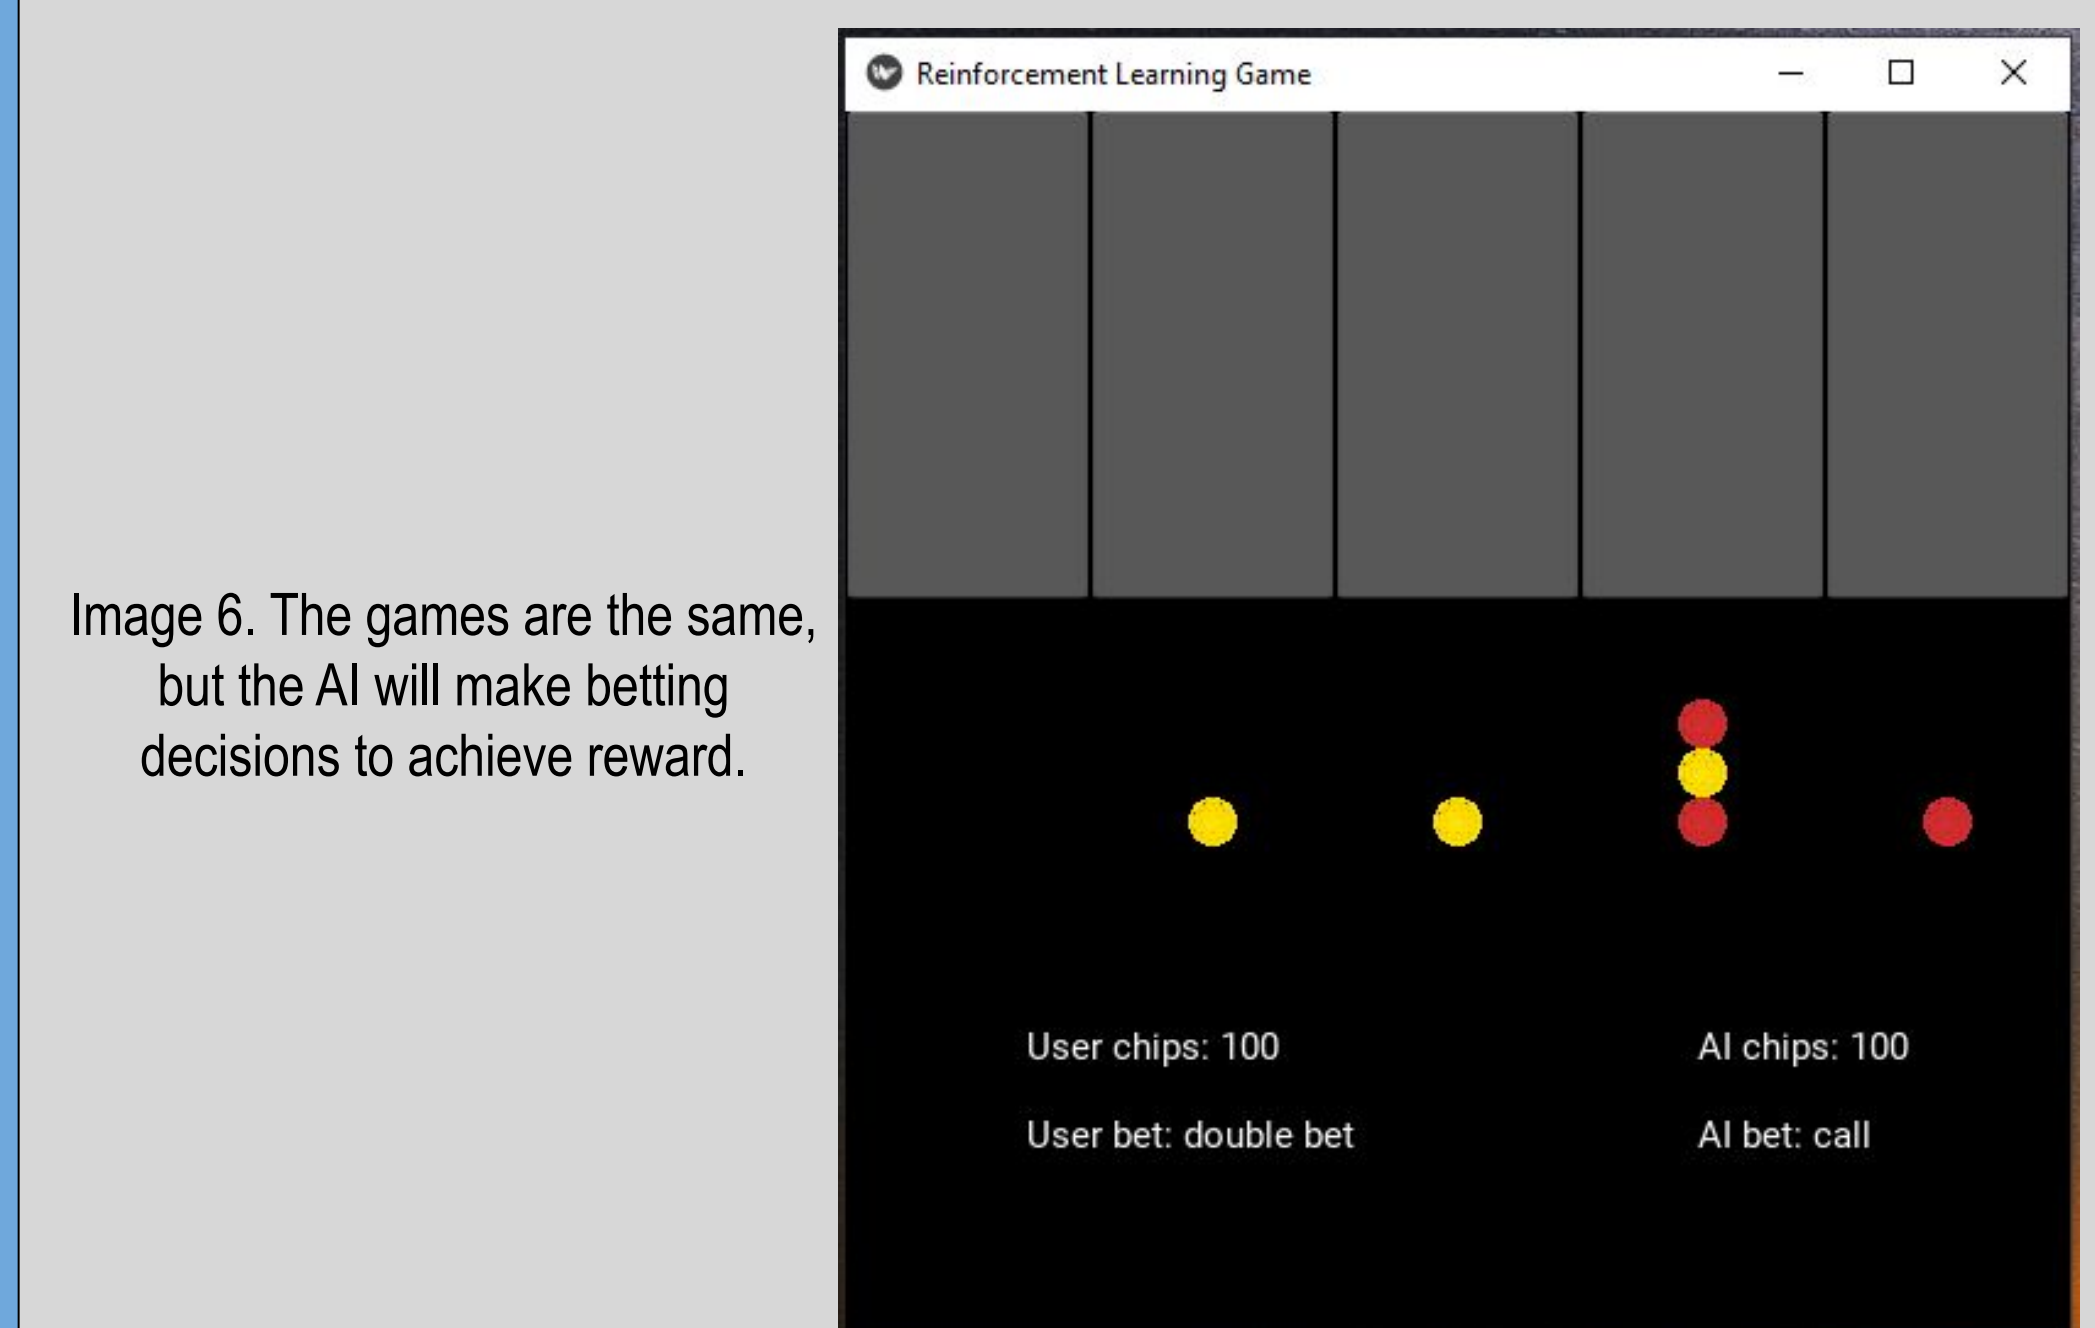 Image 6. The games are the same,
but the AI will make betting
decisions to achieve reward.
Reinforcement Learning Game
User chips: 100
AI chips: 100
User bet: double bet
AI bet: call